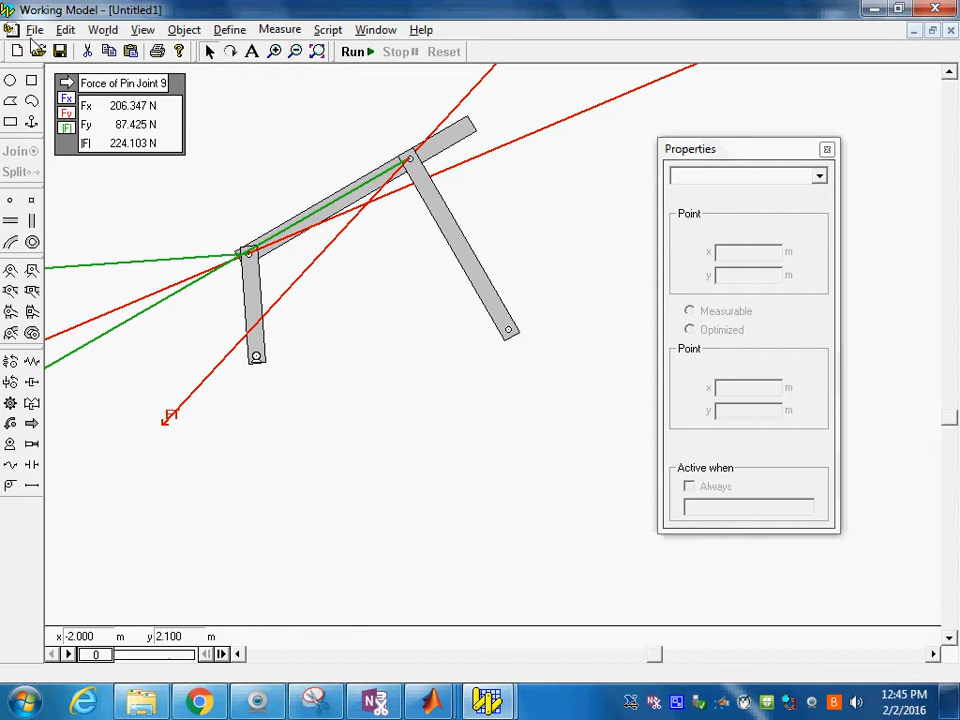 Working Model - [Untitled1]
File Edit World View Object Define Measure Script Window Help
Run Stop Reset
Join
Split
Force of Pin Joint 9
Fx Fx 206.347 N
Fy Fy 87.425 N
|F| |F| 224.103 N
Properties
Point
x m
y m
Measurable
Optimized
Point
x m
y m
Active when
Always
x -2.000 m y 2.100 m
0
12:45 PM
2/2/2016